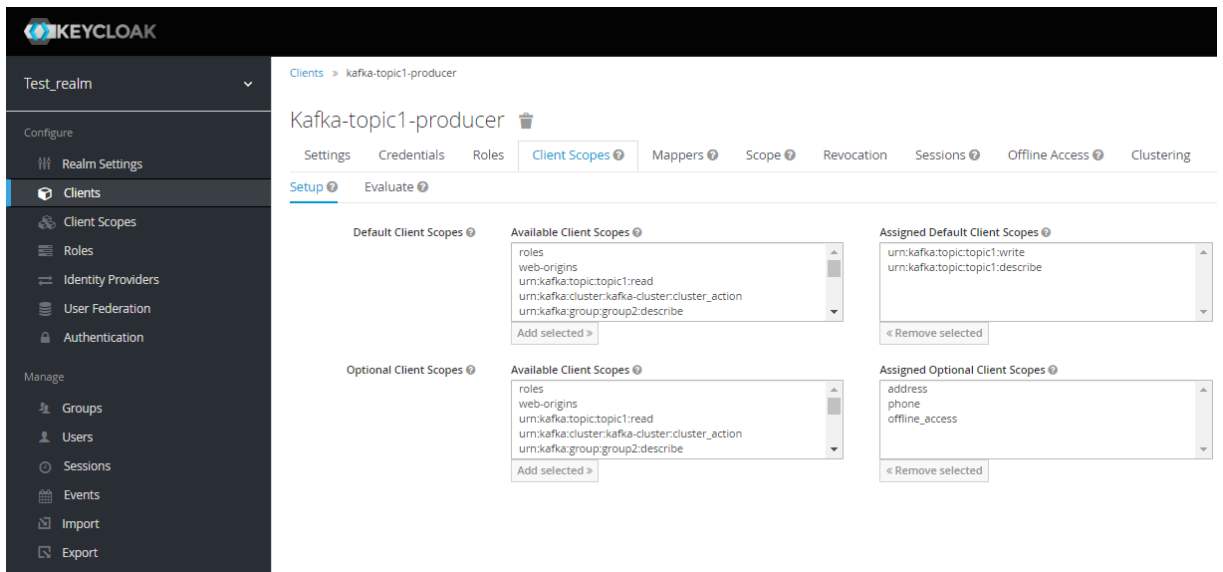 KEYCLOAK
Test_realm
Configure
Realm Settings
Clients
Client Scopes
Roles
Identity Providers
User Federation
Authentication
Manage
Groups
Users
Sessions
Events
Import
Export
Clients » kafka-topic1-producer
Kafka-topic1-producer
Settings Credentials Roles Client Scopes Mappers Scope Revocation Sessions Offline Access Clustering
Setup Evaluate
Default Client Scopes
Available Client Scopes
roles
web-origins
urn:kafka:topic:topic1:read
urn:kafka:cluster:kafka-cluster:cluster_action
urn:kafka:group:group2:describe
Add selected »
Assigned Default Client Scopes
urn:kafka:topic:topic1:write
urn:kafka:topic:topic1:describe
« Remove selected
Optional Client Scopes
Available Client Scopes
roles
web-origins
urn:kafka:topic:topic1:read
urn:kafka:cluster:kafka-cluster:cluster_action
urn:kafka:group:group2:describe
Add selected »
Assigned Optional Client Scopes
address
phone
offline_access
« Remove selected